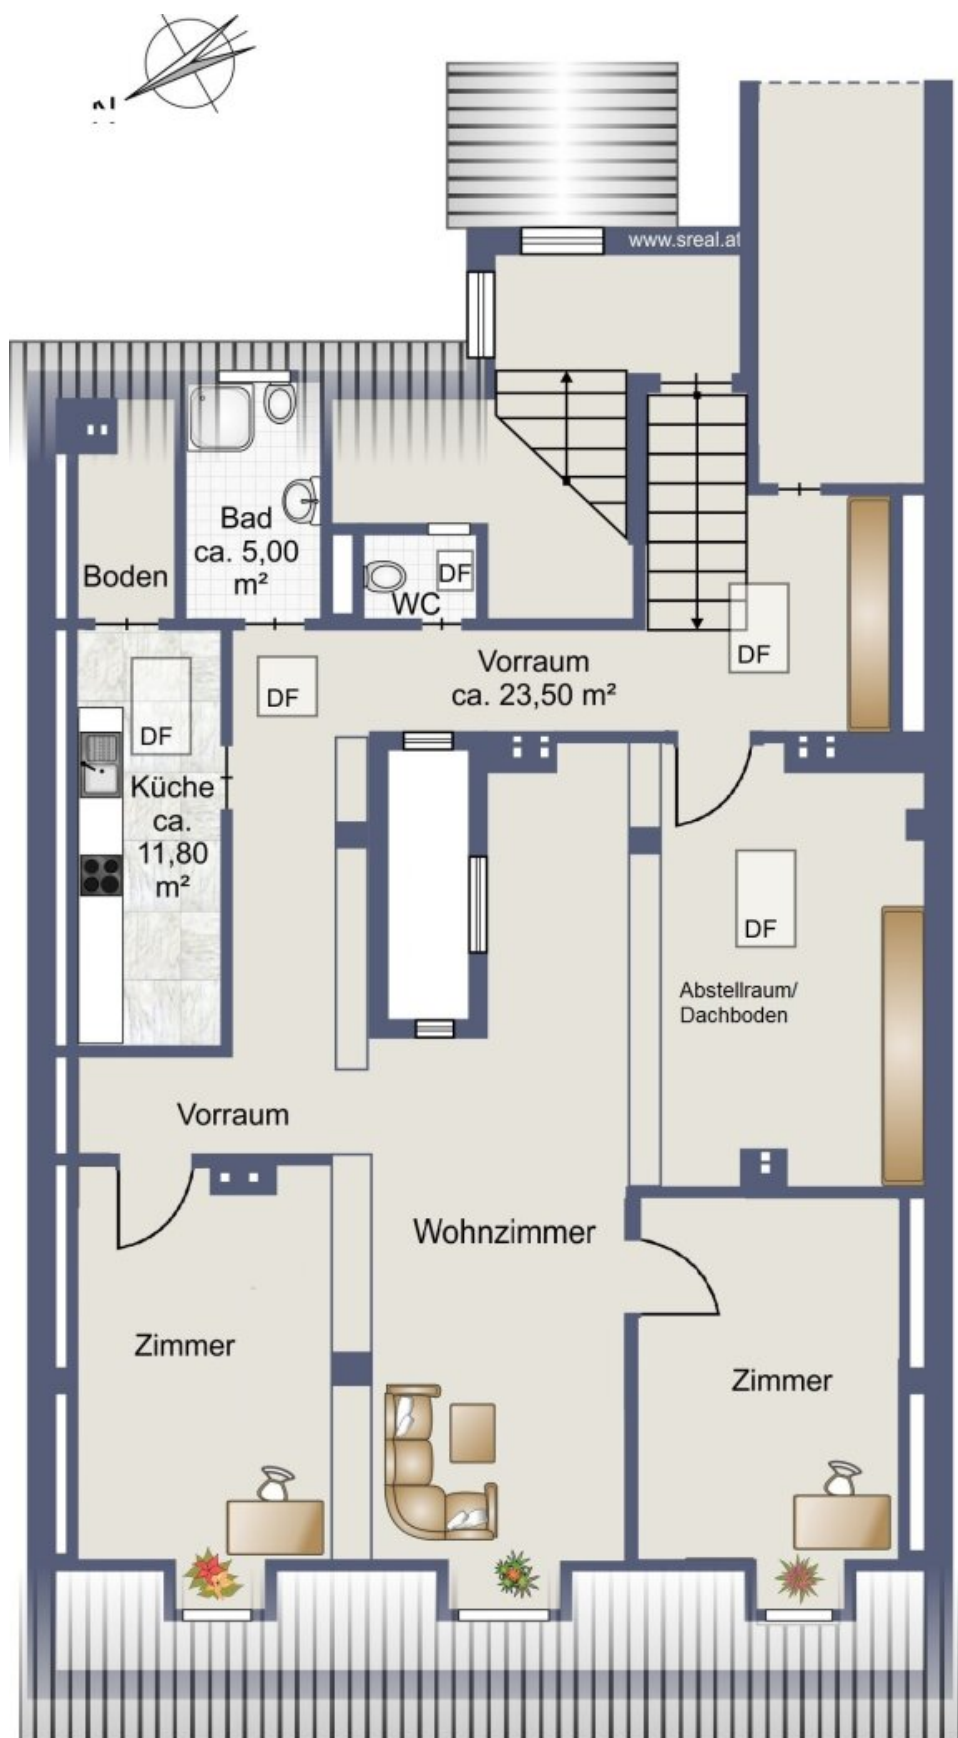 www.sreal.at
Bad
ca. 5,00
m²
Boden
DF
WC
Vorraum
ca. 23,50 m²
DF
DF
DF
Küche
ca.
11,80
m²
DF
Abstellraum/
Dachboden
Vorraum
Wohnzimmer
Zimmer
Zimmer